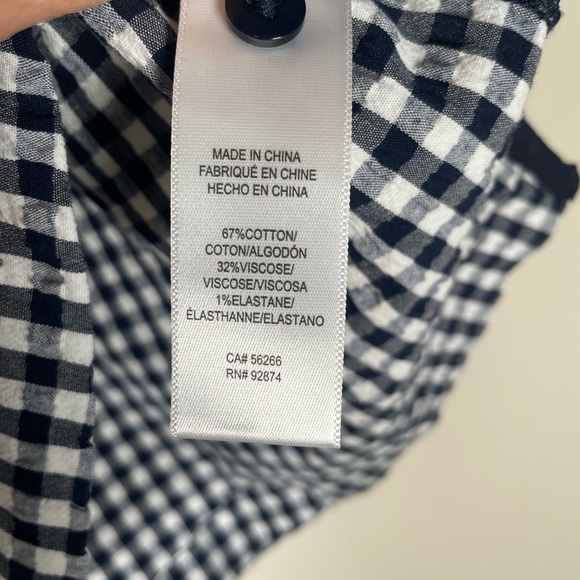 MADE IN CHINA
FABRIQUÉ EN CHINE
HECHO EN CHINA
67%COTTON/
COTON/ALGODÓN
32%VISCOSE/
VISCOSE/VISCOSA
1%ELASTANE/
ÉLASTHANNE/ELASTANO
CA# 56266
RN# 92874